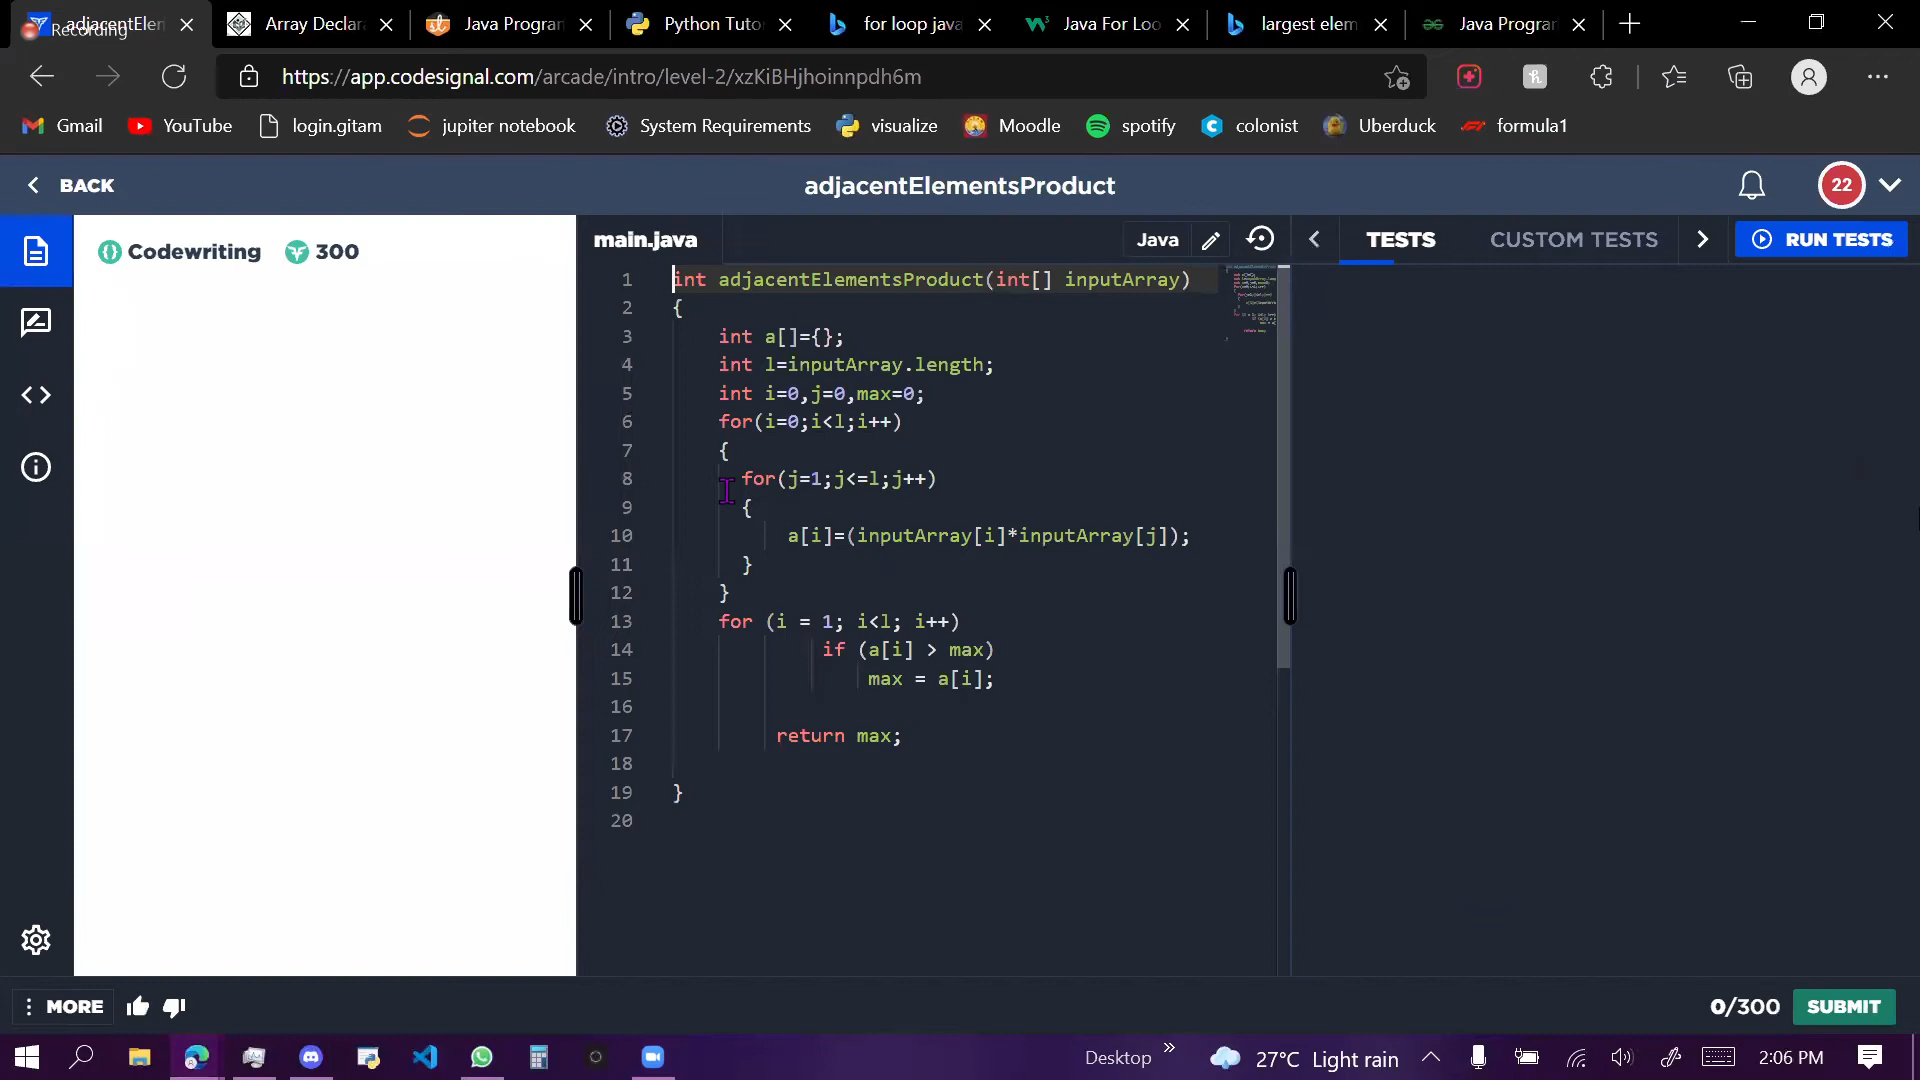 adjacentElen
Recording
Array Declara
Java Program
Python Tuto
for loop java
Java For Loo
largest elem
Java Progran
https://app.codesignal.com/arcade/intro/level-2/xzKiBHjhoinnpdh6m
Gmail
YouTube
login.gitam
jupiter notebook
System Requirements
visualize
Moodle
spotify
colonist
Uberduck
formula1
BACK
adjacentElementsProduct
22
Codewriting
300
main.java
Java
TESTS
CUSTOM TESTS
RUN TESTS
1 int adjacentElementsProduct(int[] inputArray)
2 {
3 int a[]={};
4 int l=inputArray.length;
5 int i=0,j=0,max=0;
6 for(i=0;i<l;i++)
7 {
8 for(j=1;j<=l;j++)
9 {
10 a[i]=(inputArray[i]*inputArray[j]);
11 }
12 }
13 for (i = 1; i<l; i++)
14 if (a[i] > max)
15 max = a[i];
16
17 return max;
18
19 }
20
MORE
0/300
SUBMIT
Desktop
27°C Light rain
2:06 PM